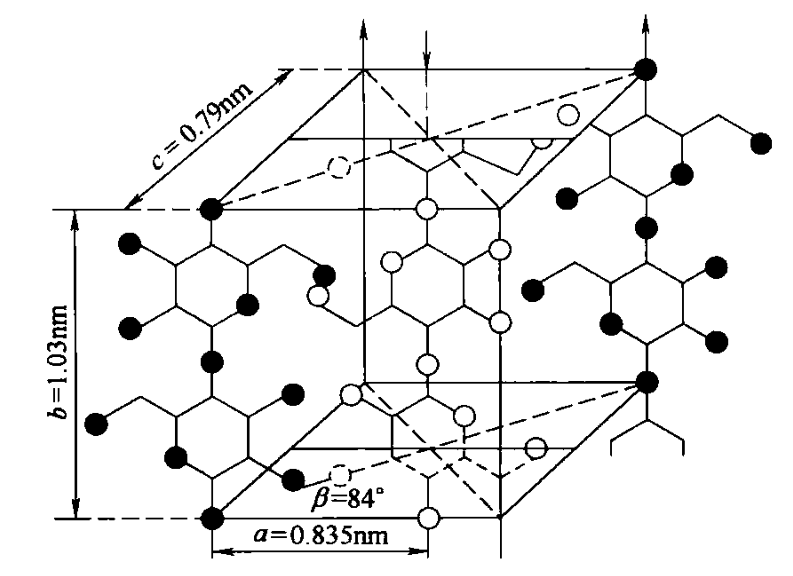 c = 0.79nm
b=1.03nm
β=84°
a=0.835nm